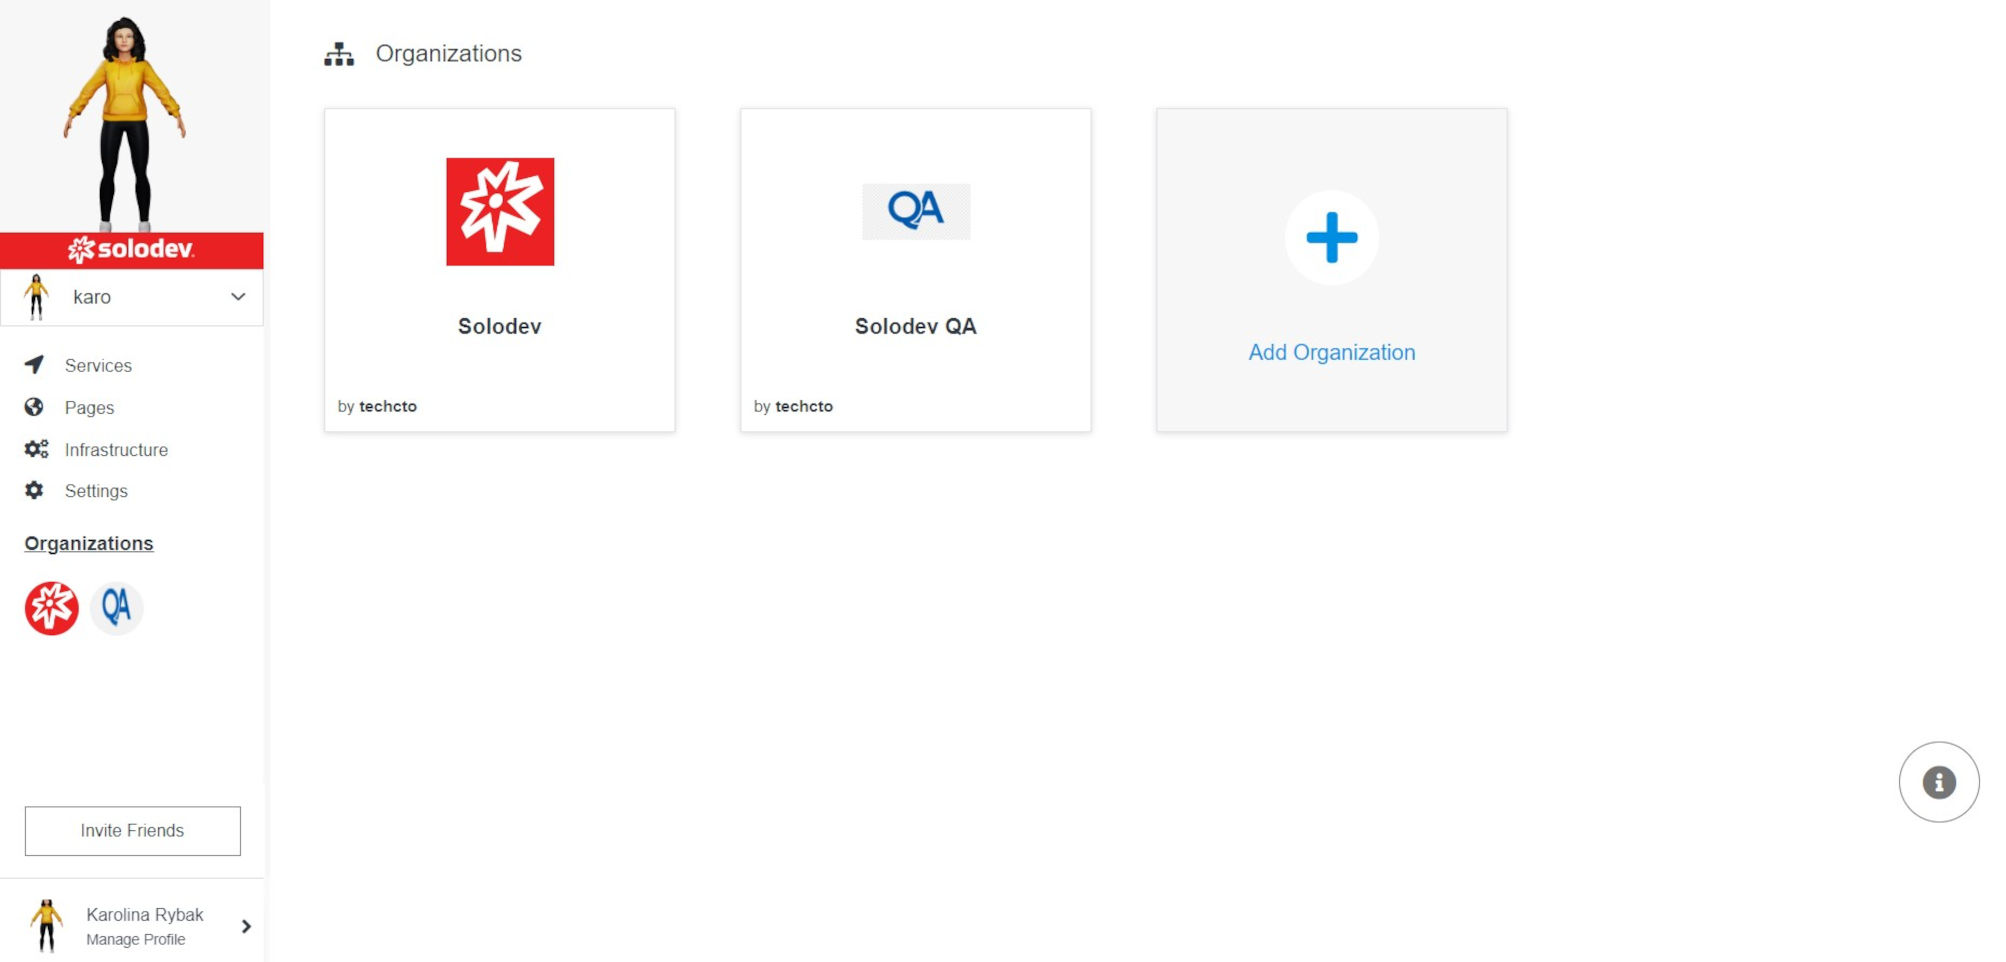 solodev
karo
Services
Pages
Infrastructure
Settings
Organizations
QA
Invite Friends
Karolina Rybak
Manage Profile
Organizations
Solodev
by techcto
QA
Solodev QA
by techcto
Add Organization